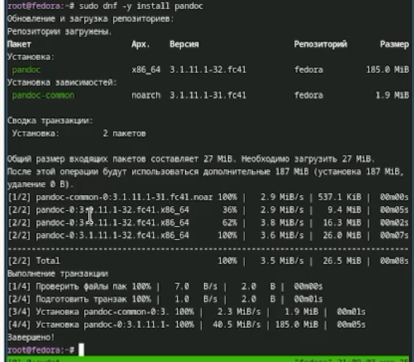 root@fedora:~# sudo dnf -y install pandoc
Обновление и загрузка репозиториев:
Репозитории загружены.
Пакет Арх. Версия Репозиторий Размер
Установка:
pandoc x86_64 3.1.11.1-32.fc41 fedora 185.0 MiB
Установка зависимостей:
pandoc-common noarch 3.1.11.1-31.fc41 fedora 1.9 MiB
Сводка транзакции:
Установка: 2 пакетов
Общий размер входящих пакетов составляет 27 MiB. Необходимо загрузить 27 MiB.
После этой операции будут использоваться дополнительные 187 MiB (установка 187 MiB,
удаление 0 B).
[1/2] pandoc-common-0:3.1.11.1-31.fc41.noar 100% | 2.9 MiB/s | 537.1 KiB | 00m00s
[2/2] pandoc-0:3.1.11.1-32.fc41.x86_64 36% | 2.9 MiB/s | 9.4 MiB | 00m05s
[2/2] pandoc-0:3.1.11.1-32.fc41.x86_64 62% | 3.8 MiB/s | 16.3 MiB | 00m02s
[2/2] pandoc-0:3.1.11.1-32.fc41.x86_64 100% | 3.6 MiB/s | 26.0 MiB | 00m07s
--------------------------------------------------------------------------------
[2/2] Total 100% | 3.5 MiB/s | 26.5 MiB | 00m08s
Выполнение транзакции
[1/4] Проверить файлы пак 100% | 7.0 B/s | 2.0 B | 00m00s
[2/4] Подготовить транзак 100% | 1.0 B/s | 2.0 B | 00m01s
[3/4] Установка pandoc-common-0:3. | 2.3 MiB/s | 1.9 MiB | 00m01s
[4/4] Установка pandoc-0:3.1.11.1- | 40.5 MiB/s | 185.0 MiB | 00m05s
Завершено!
root@fedora:~#